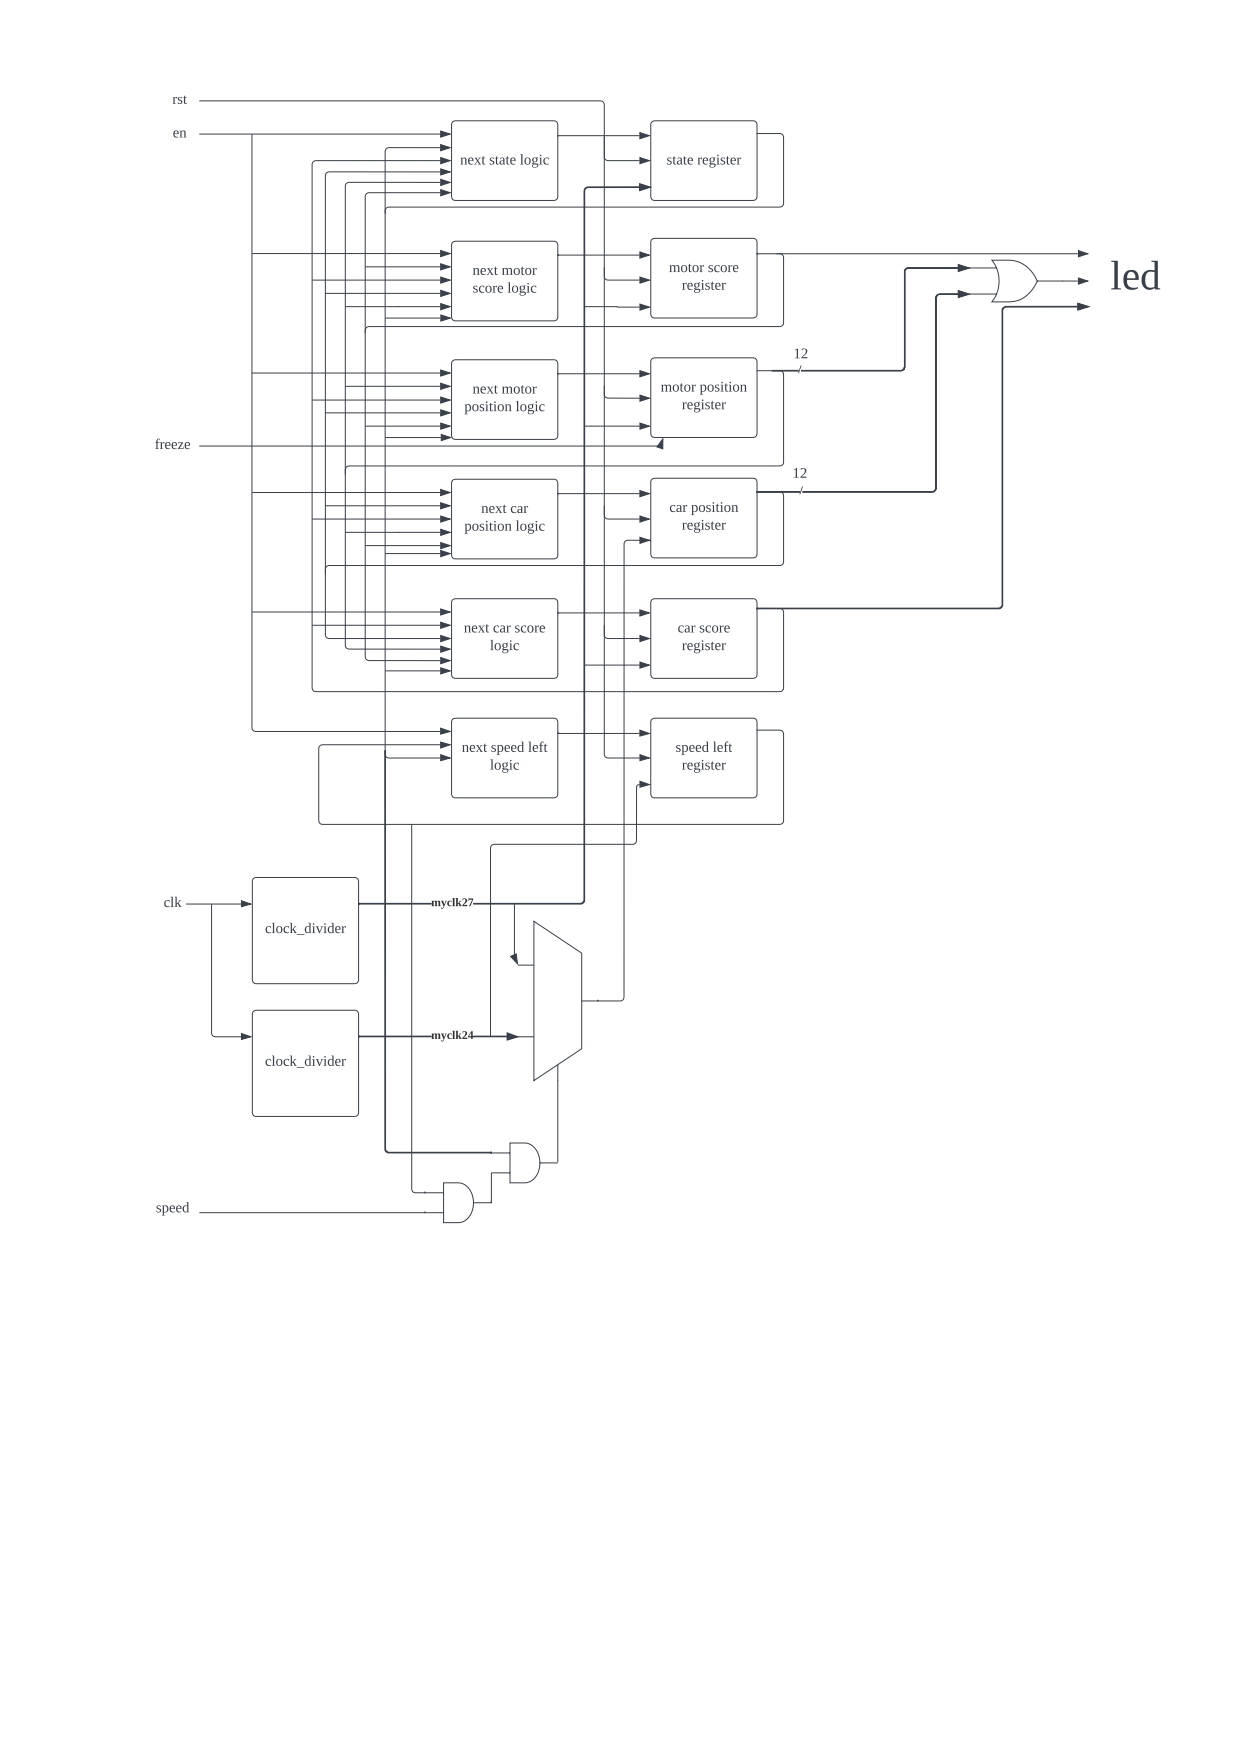 rst
en
next state logic
state register
next motor
score logic
motor score
register
led
12
next motor
position logic
motor position
register
freeze
12
next car
position logic
car position
register
next car score
logic
car score
register
next speed left
logic
speed left
register
clk
clock_divider
myclk27
clock_divider
myclk24
speed